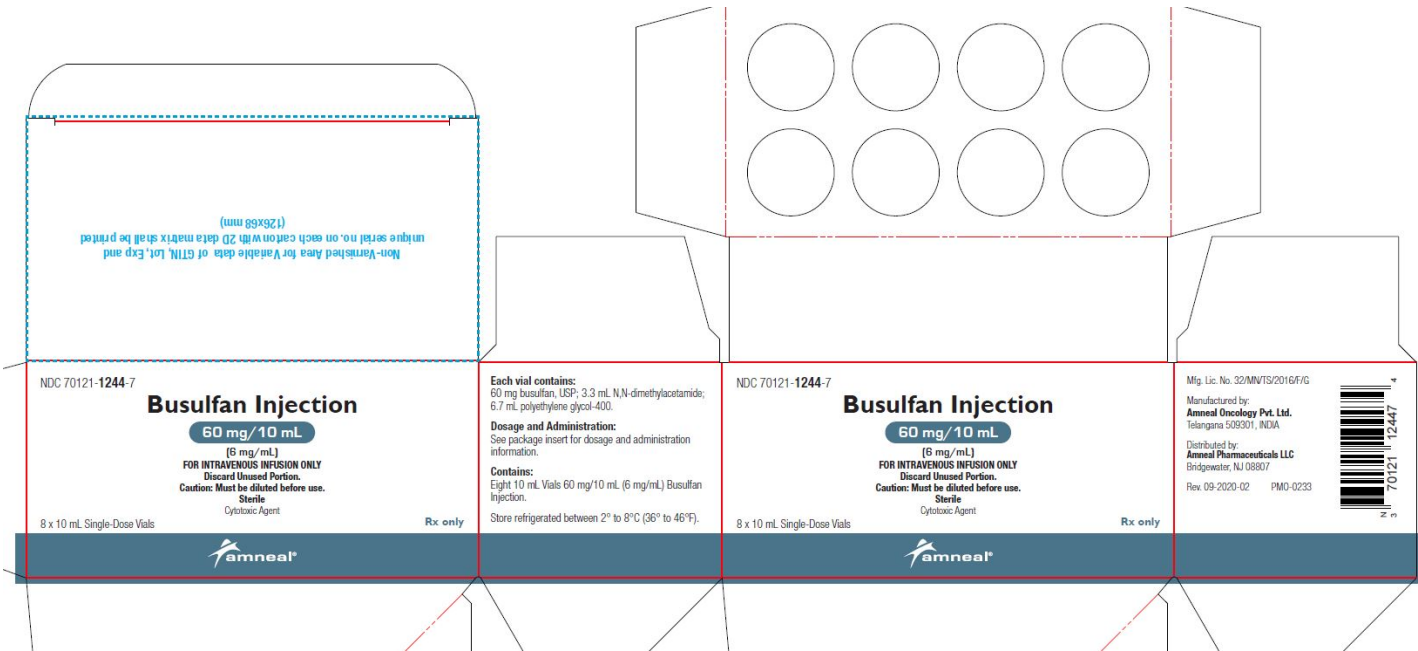 Non-Varnished Area for Variable data of GTIN, Lot, Exp and
unique serial no. on each carton with 2D data matrix shall be printed
(126x68 mm)
NDC 70121-1244-7
Busulfan Injection
60 mg/10 mL
(6 mg/mL)
FOR INTRAVENOUS INFUSION ONLY
Discard Unused Portion.
Caution: Must be diluted before use.
Sterile
Cytotoxic Agent
8 x 10 mL Single-Dose Vials
Rx only
amneal®
Each vial contains:
60 mg busulfan, USP; 3.3 mL N,N-dimethylacetamide;
6.7 mL polyethylene glycol-400.
Dosage and Administration:
See package insert for dosage and administration
information.
Contains:
Eight 10 mL Vials 60 mg/10 mL (6 mg/mL) Busulfan
Injection.
Store refrigerated between 2° to 8°C (36° to 46°F).
NDC 70121-1244-7
Busulfan Injection
60 mg/10 mL
(6 mg/mL)
FOR INTRAVENOUS INFUSION ONLY
Discard Unused Portion.
Caution: Must be diluted before use.
Sterile
Cytotoxic Agent
8 x 10 mL Single-Dose Vials
Rx only
amneal®
Mfg. Lic. No. 32/MN/TS/2016/F/G
Manufactured by:
Amneal Oncology Pvt. Ltd.
Telangana 509301, INDIA
Distributed by:
Amneal Pharmaceuticals LLC
Bridgewater, NJ 08807
Rev. 09-2020-02 PM0-0233
N
3 70121 12447 4